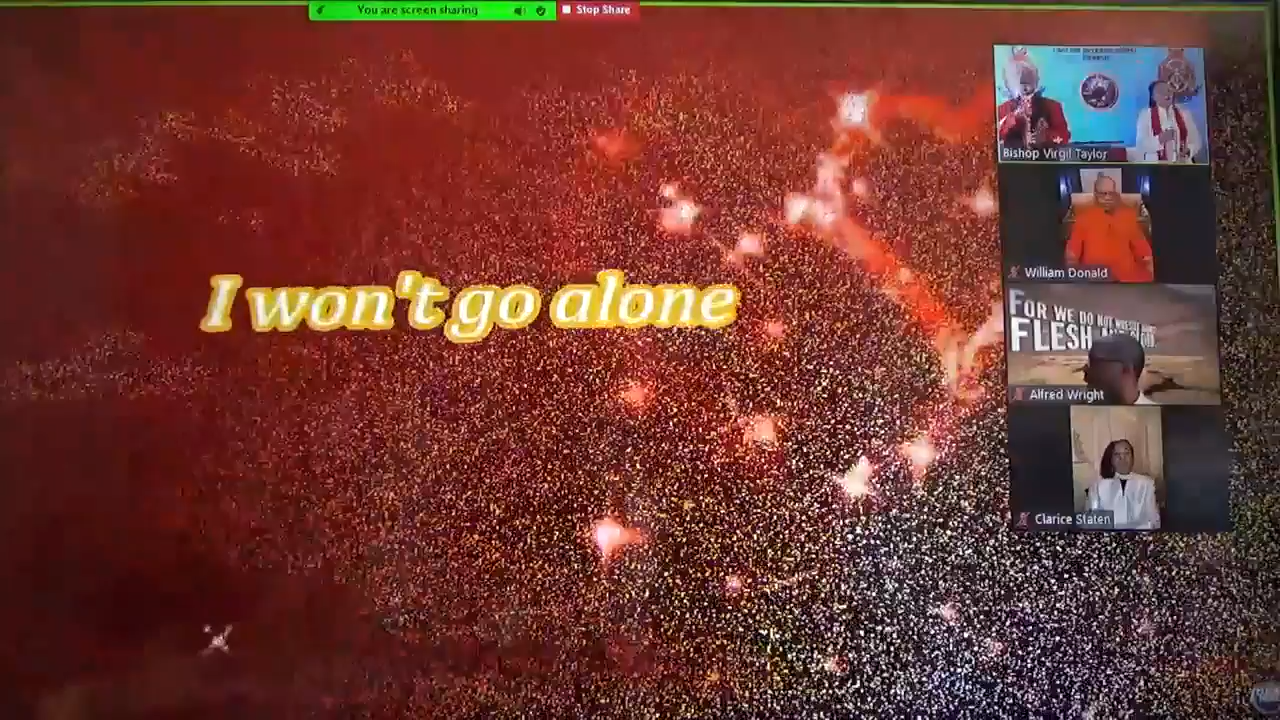 You are screen sharing
Stop Share
I won't go alone
Bishop Virgil Taylor
William Donald
FOR WE DO NOT WRESTLE
FLESH
Alfred Wright
Clarice Staten